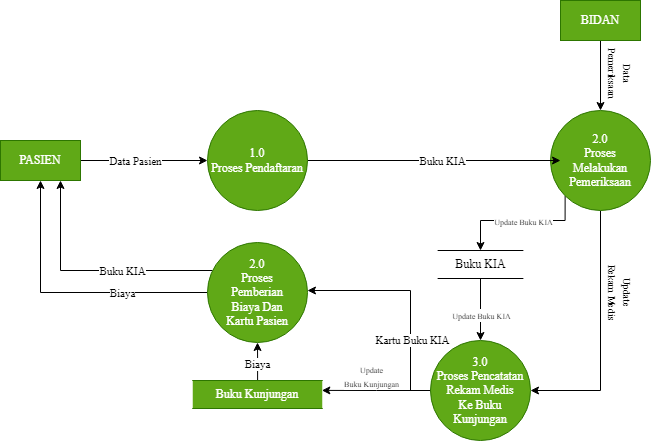 BIDAN
Data
Pemeriksaan
PASIEN
Data Pasien
1.0
Proses Pendaftaran
Buku KIA
2.0
Proses
Melakukan
Pemeriksaan
Update Buku KIA
Buku KIA
Update Buku KIA
Update
Rekam Medis
2.0
Proses
Pemberian
Biaya Dan
Kartu Pasien
Buku KIA
Biaya
Kartu Buku KIA
3.0
Proses Pencatatan
Rekam Medis
Ke Buku
Kunjungan
Update
Buku Kunjungan
Biaya
Buku Kunjungan